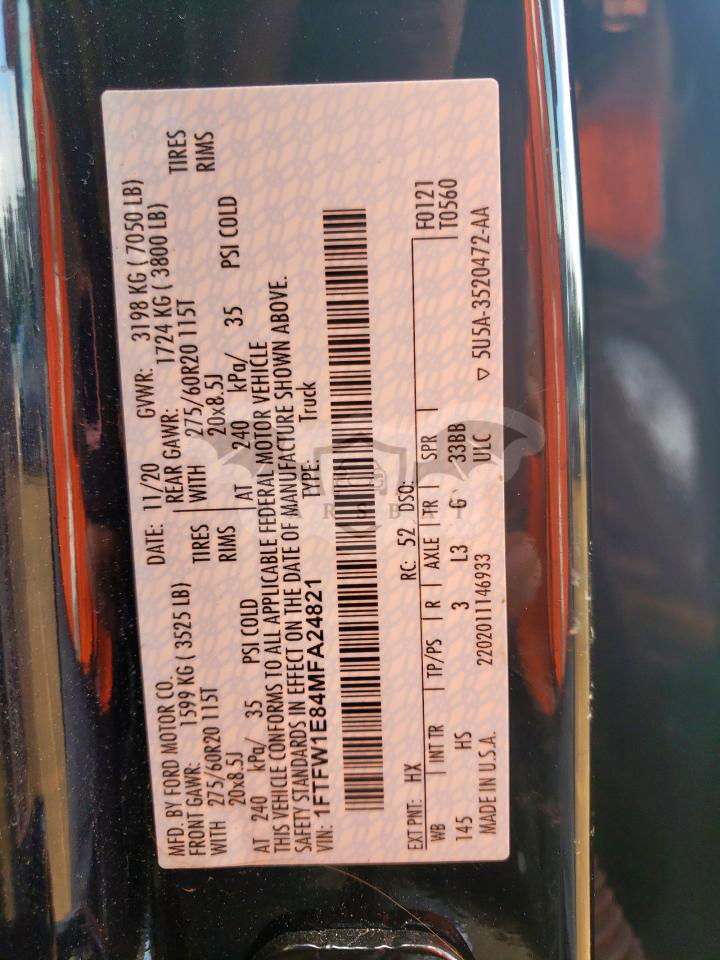 MFD. BY FORD MOTOR CO. DATE: 11/20 GVWR: 3198 KG ( 7050 LB)
FRONT GAWR: 1599 KG ( 3525 LB) REAR GAWR: 1724 KG ( 3800 LB)
WITH 275/60R20 115T TIRES WITH 275/60R20 115T TIRES
20x8.5J RIMS 20x8.5J RIMS
AT 240 kPa/ 35 PSI COLD AT 240 kPa/ 35 PSI COLD
THIS VEHICLE CONFORMS TO ALL APPLICABLE FEDERAL MOTOR VEHICLE
SAFETY STANDARDS IN EFFECT ON THE DATE OF MANUFACTURE SHOWN ABOVE.
VIN: 1FTFW1E84MFA24821 TYPE: Truck
EXT PNT: HX RC: 52 DSO: F0121
WB INT TR TP/PS R AXLE TR SPR T0560
145 HS 3 L3 G 33BB
MADE IN U.S.A. 2202011146933 ULC ▽ 5U5A-3520472-AA